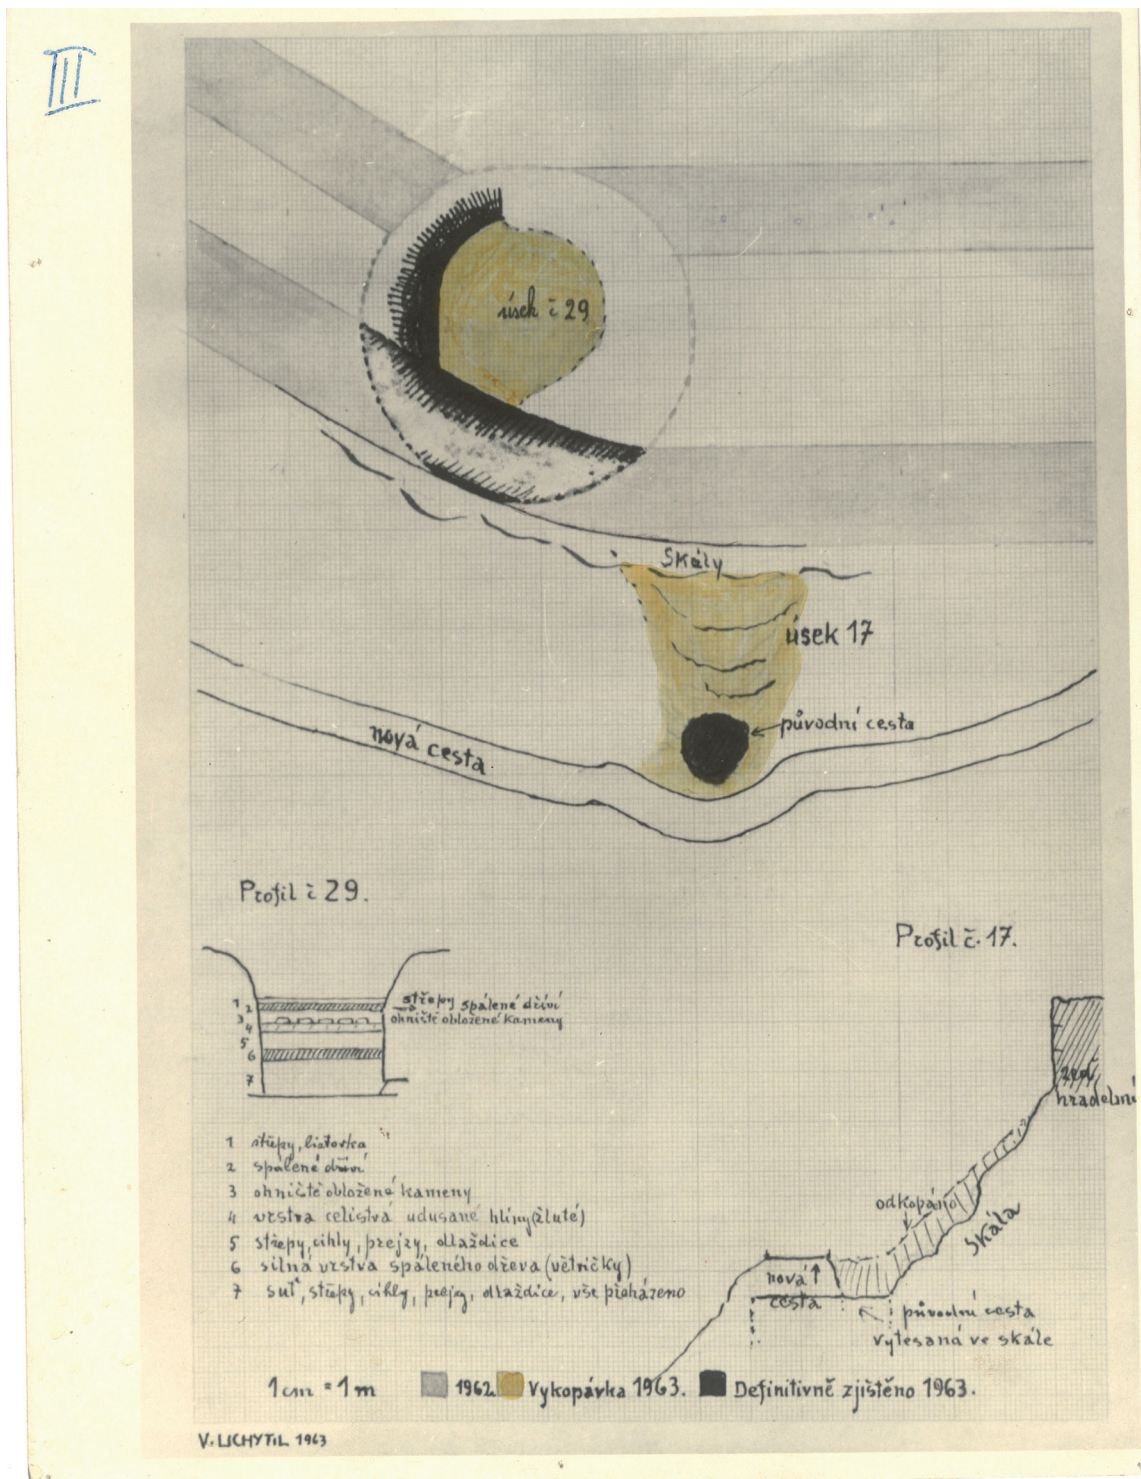 III
úsek č 29
Skály
úsek 17
původní cesta
nová cesta
Profil č 29.
Profil č. 17.
1
2
3
4
5
6
7
střepy spálené dříví
ohniště obložené kameny
zeď
hradební
1 střepy, listovka
2 spálené dříví
3 ohniště obložené kameny
4 vrstva celistvá udusané hlíny (žluté)
5 střepy, cihly, prejzy, dlaždice
6 silná vrstva spáleného dřeva (větričky)
7 suť, střepy, cihly, prejzy, dlaždice, vše přeházeno
odkopáno
Skála
nová
cesta
původní cesta
vytesaná ve skále
1 cm = 1 m
1962
Vykopávka 1963.
Definitivně zjištěno 1963.
V. LICHYTIL 1963